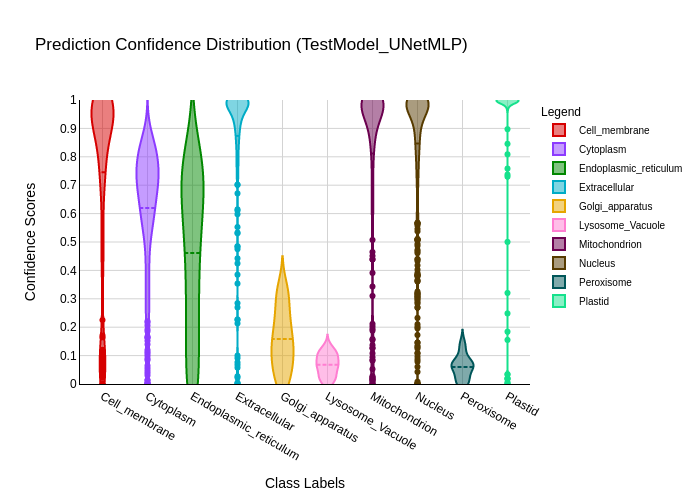 Prediction Confidence Distribution (TestModel_UNetMLP)
Legend
Cell_membrane
Cytoplasm
Endoplasmic_reticulum
Extracellular
Golgi_apparatus
Lysosome_Vacuole
Mitochondrion
Nucleus
Peroxisome
Plastid
Confidence Scores
1
0.9
0.8
0.7
0.6
0.5
0.4
0.3
0.2
0.1
0
Cell_membrane
Cytoplasm
Endoplasmic_reticulum
Extracellular
Golgi_apparatus
Lysosome_Vacuole
Mitochondrion
Nucleus
Peroxisome
Plastid
Class Labels